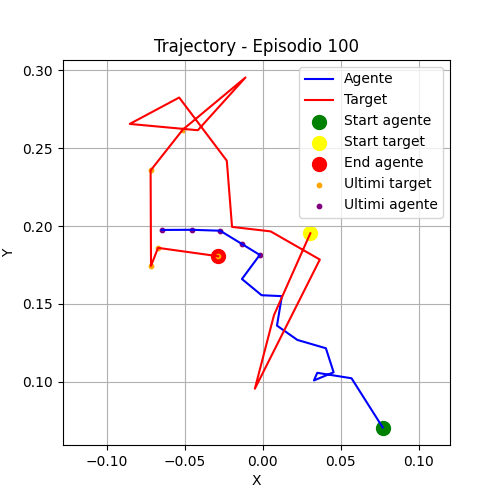 Trajectory - Episodio 100
Agente
Target
Start agente
Start target
End agente
Ultimi target
Ultimi agente
0.30
0.25
0.20
0.15
0.10
Y
−0.10
−0.05
0.00
0.05
0.10
X